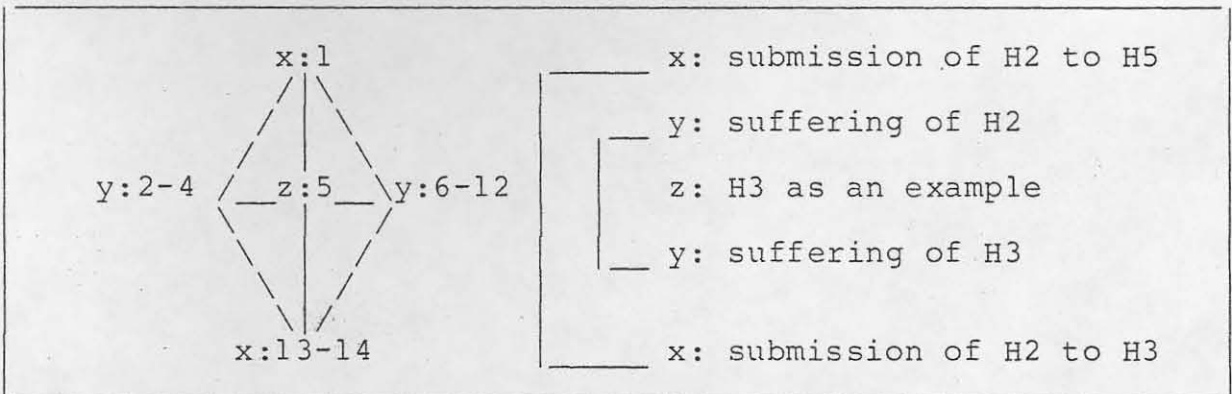 x:1 x: submission of H2 to H5
y: suffering of H2
y:2-4 z:5 y:6-12 z: H3 as an example
y: suffering of H3
x:13-14 x: submission of H2 to H3